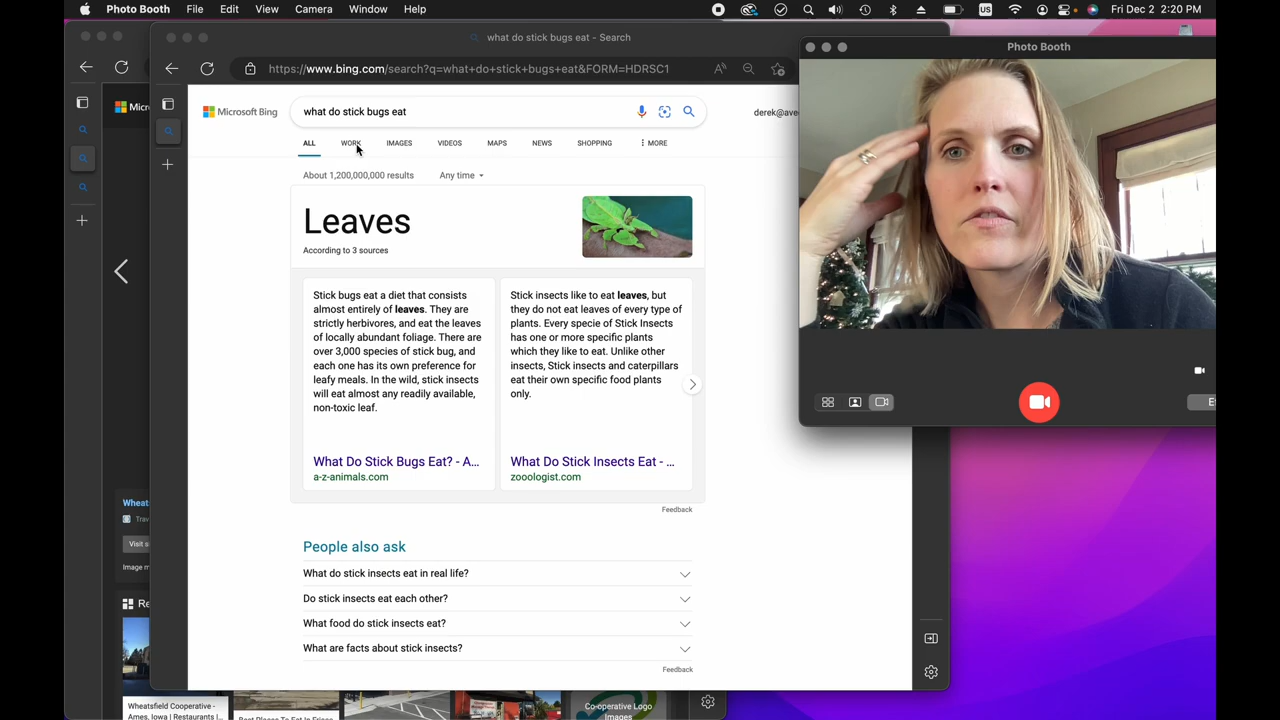 Photo Booth File Edit View Camera Window Help
US
Fri Dec 2 2:20 PM
what do stick bugs eat - Search
https://www.bing.com/search?q=what+do+stick+bugs+eat&FORM=HDRSC1
Photo Booth
Micr
Microsoft Bing
what do stick bugs eat
derek@ave
ALL WORK IMAGES VIDEOS MAPS NEWS SHOPPING MORE
About 1,200,000,000 results Any time
Leaves
According to 3 sources
Stick bugs eat a diet that consists
almost entirely of leaves. They are
strictly herbivores, and eat the leaves
of locally abundant foliage. There are
over 3,000 species of stick bug, and
each one has its own preference for
leafy meals. In the wild, stick insects
will eat almost any readily available,
non-toxic leaf.
What Do Stick Bugs Eat? - A...
a-z-animals.com
Stick insects like to eat leaves, but
they do not eat leaves of every type of
plants. Every specie of Stick Insects
has one or more specific plants
which they like to eat. Unlike other
insects, Stick insects and caterpillars
eat their own specific food plants
only.
What Do Stick Insects Eat - ...
zooologist.com
Feedback
People also ask
What do stick insects eat in real life?
Do stick insects eat each other?
What food do stick insects eat?
What are facts about stick insects?
Feedback
Wheats
Trav
Visit s
Image m
Re
Wheatsfield Cooperative -
Ames, Iowa | Restaurants |...
Co-operative Logo
Images